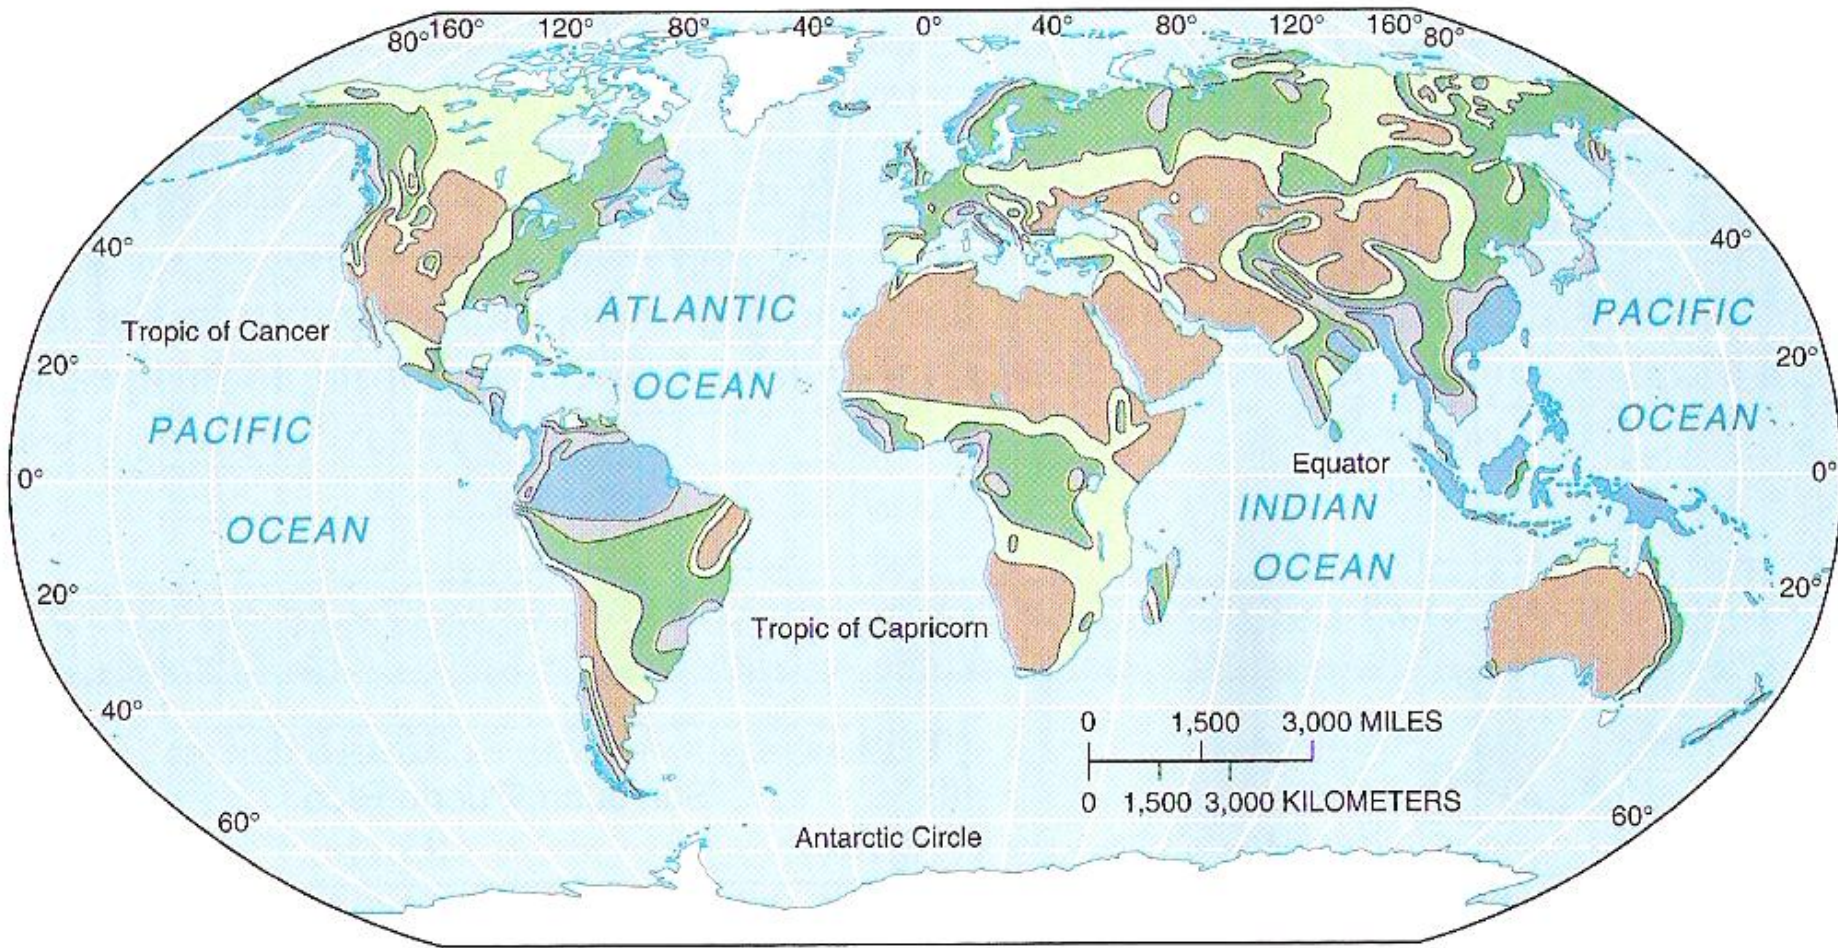 80° 160° 120° 80° 40° 0° 40° 80° 120° 160° 80°
40° 40°
ATLANTIC
OCEAN
PACIFIC
OCEAN
Tropic of Cancer
20° 20°
PACIFIC
OCEAN
Equator
0° 0°
INDIAN
OCEAN
20° 20°
Tropic of Capricorn
40°
0 1,500 3,000 MILES
0 1,500 3,000 KILOMETERS
60° 60°
Antarctic Circle